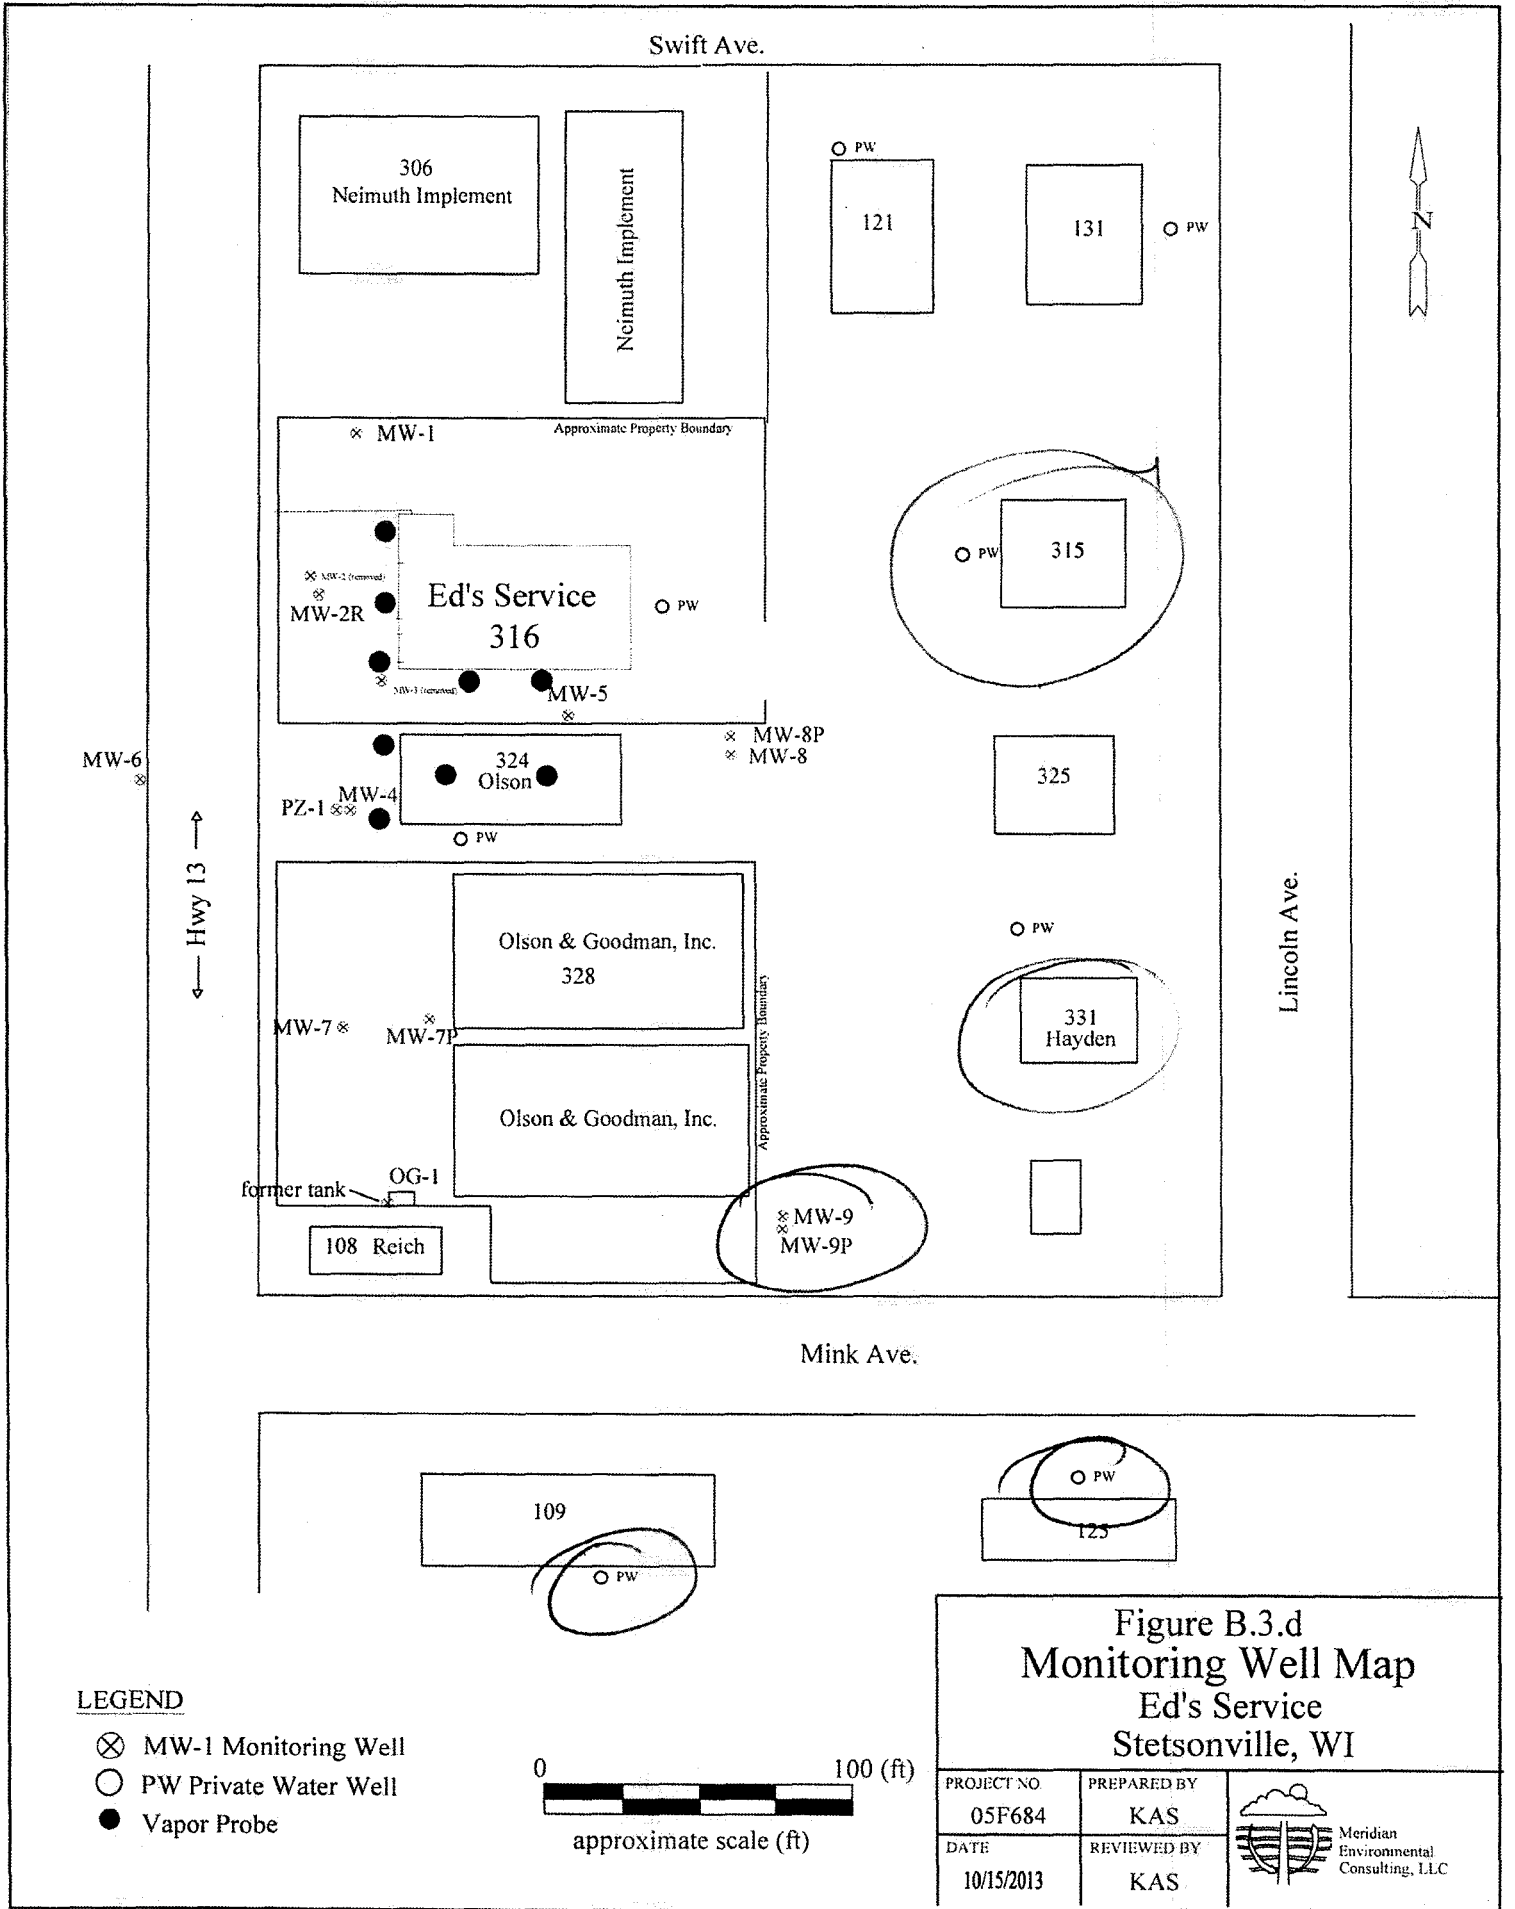 Swift Ave.
306
Neimuth Implement
Neimuth Implement
PW
121
131
PW
N
MW-1
Approximate Property Boundary
MW-2 (removed)
MW-2R
Ed's Service
316
PW
PW
315
MW-3 (removed)
MW-5
MW-6
324
Olson
MW-8P
MW-8
325
PZ-1
MW-4
PW
Hwy 13
Olson & Goodman, Inc.
328
PW
Lincoln Ave.
MW-7
MW-7P
Approximate Property Boundary
331
Hayden
Olson & Goodman, Inc.
former tank
OG-1
MW-9
MW-9P
108 Reich
Mink Ave.
109
PW
PW
125
LEGEND
MW-1 Monitoring Well
PW Private Water Well
Vapor Probe
0
100 (ft)
approximate scale (ft)
Figure B.3.d
Monitoring Well Map
Ed's Service
Stetsonville, WI
PROJECT NO.
05F684
PREPARED BY
KAS
DATE
10/15/2013
REVIEWED BY
KAS
Meridian
Environmental
Consulting, LLC